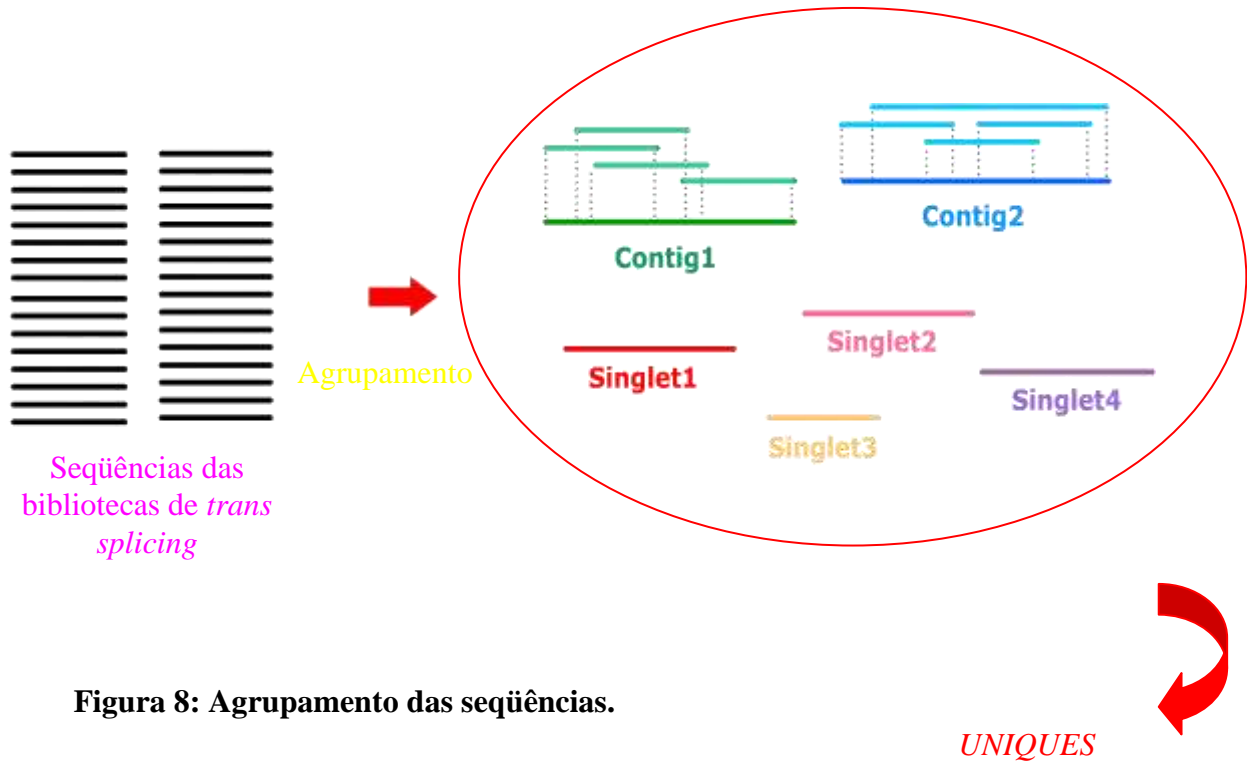 Contig1
Contig2
Singlet1
Singlet2
Singlet3
Singlet4
Agrupamento
Seqüências das
bibliotecas de trans
splicing
Figura 8: Agrupamento das seqüências.
UNIQUES